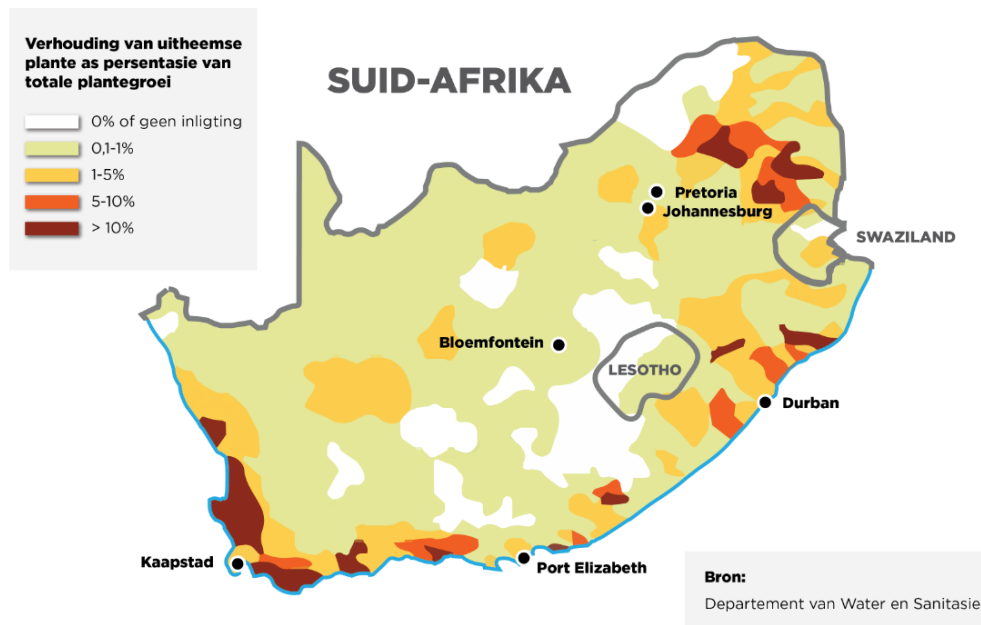 Verhouding van uitheemse
plante as persentasie van
totale plantegroei
0% of geen inligting
0,1-1%
1-5%
5-10%
> 10%
SUID-AFRIKA
Pretoria
Johannesburg
SWAZILAND
Bloemfontein
LESOTHO
Durban
Kaapstad
Port Elizabeth
Bron:
Departement van Water en Sanitasie